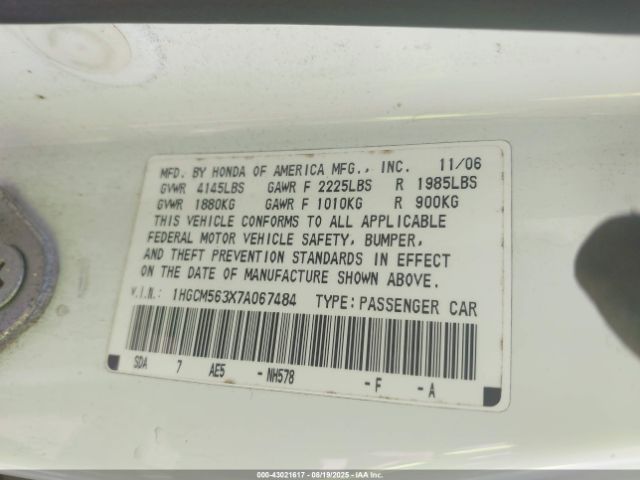 MFD. BY HONDA OF AMERICA MFG., INC. 11/06
GVWR 4145LBS GAWR F 2225LBS R 1985LBS
GVWR 1880KG GAWR F 1010KG R 900KG
THIS VEHICLE CONFORMS TO ALL APPLICABLE
FEDERAL MOTOR VEHICLE SAFETY, BUMPER,
AND THEFT PREVENTION STANDARDS IN EFFECT
ON THE DATE OF MANUFACTURE SHOWN ABOVE.
V.I.N.: 1HGCM563X7A067484 TYPE:PASSENGER CAR
SDA 7 AE5 -NH578 -F -A
000-43021617 - 08/19/2025 - IAAI.COM